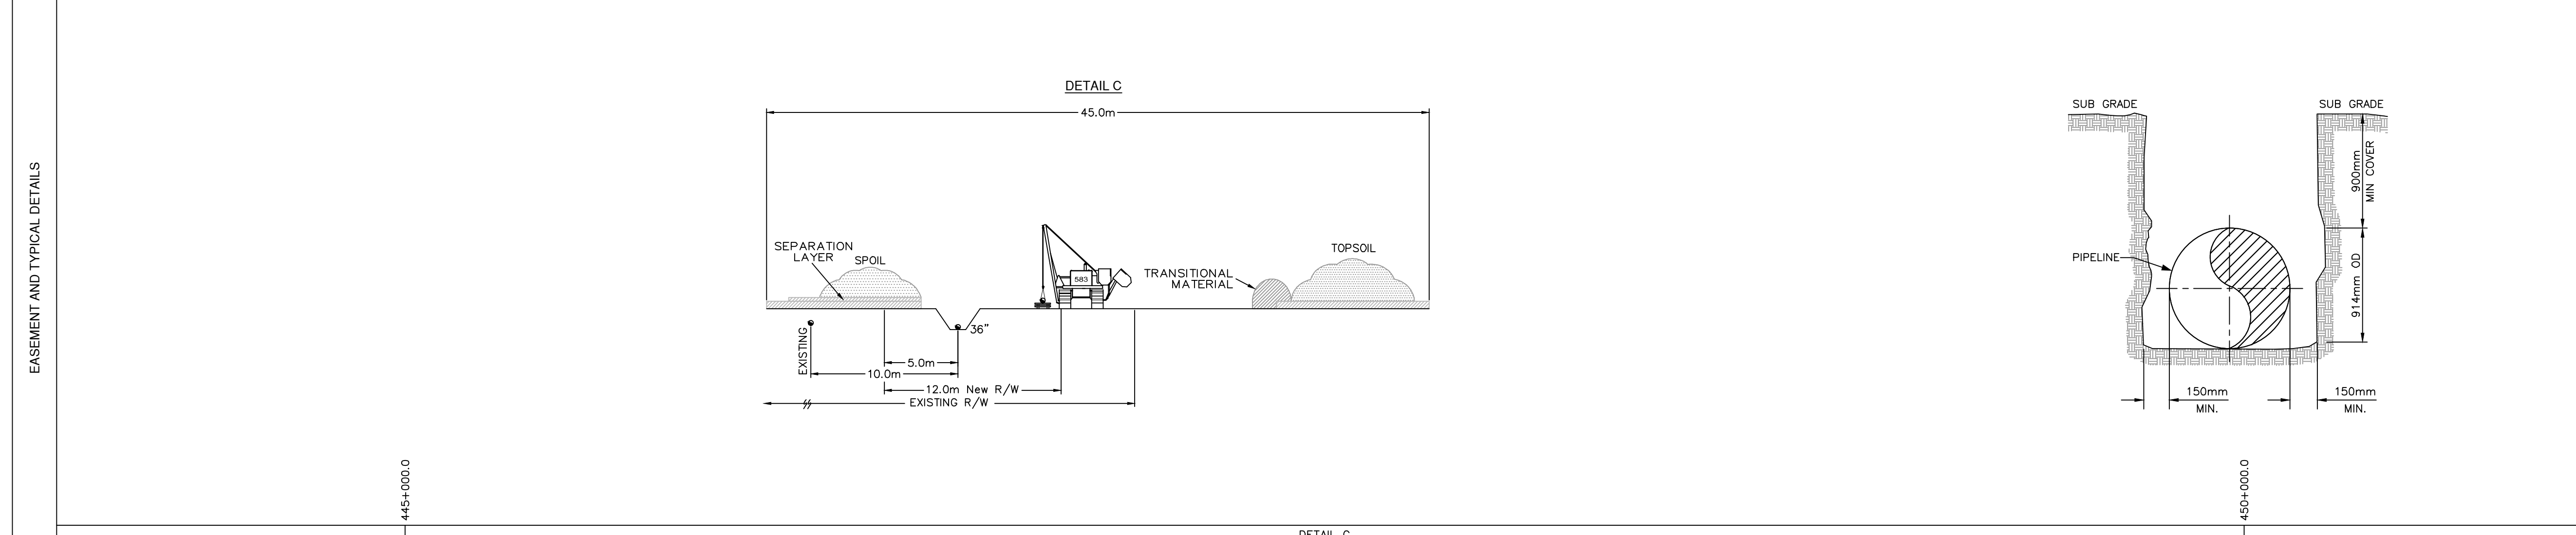 EASEMENT AND TYPICAL DETAILS
DETAIL C
45.0m
SEPARATION
LAYER
SPOIL
583
TRANSITIONAL
MATERIAL
TOPSOIL
EXISTING
36"
5.0m
10.0m
12.0m New R/W
EXISTING R/W
SUB GRADE
SUB GRADE
900mm
MIN COVER
PIPELINE
914mm OD
150mm
MIN.
150mm
MIN.
445+000.0
450+000.0
DETAIL C